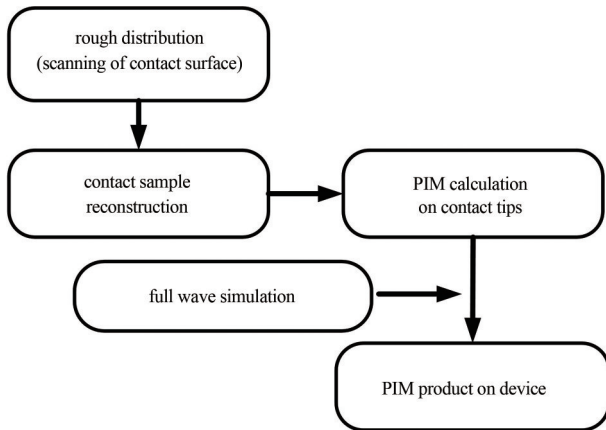 rough distribution
(scanning of contact surface)
contact sample
reconstruction
PIM calculation
on contact tips
full wave simulation
PIM product on device